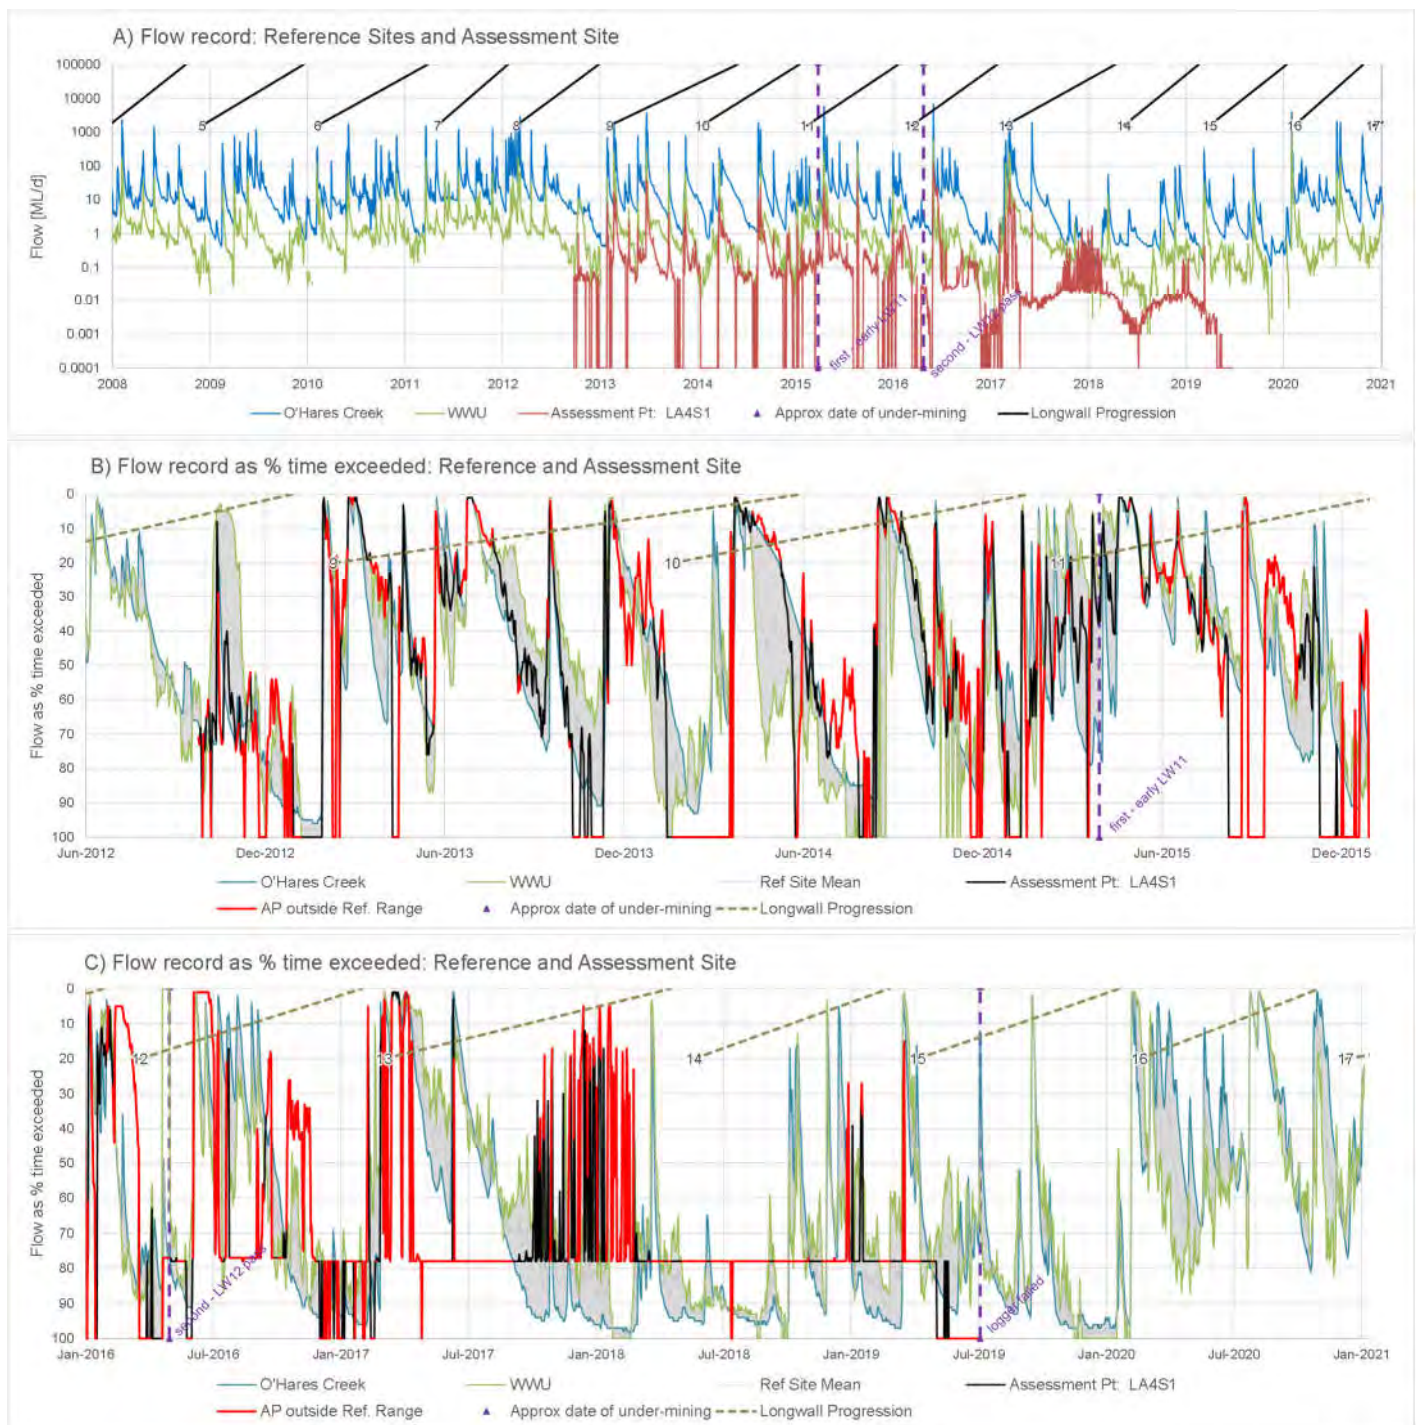 A) Flow record: Reference Sites and Assessment Site
Flow [ML/d]
100000
10000
1000
100
10
1
0.1
0.01
0.001
0.0001
5 6 7 8 9 10 11 12 13 14 15 16 17
first - early LW11
second - LW12 pass
2008 2009 2010 2011 2012 2013 2014 2015 2016 2017 2018 2019 2020 2021
O'Hares Creek WWU Assessment Pt: LA4S1 Approx date of under-mining Longwall Progression
B) Flow record as % time exceeded: Reference and Assessment Site
Flow as % time exceeded
0
10
20
30
40
50
60
70
80
90
100
9 10 11
first - early LW11
Jun-2012 Dec-2012 Jun-2013 Dec-2013 Jun-2014 Dec-2014 Jun-2015 Dec-2015
O'Hares Creek WWU Ref Site Mean Assessment Pt: LA4S1
AP outside Ref. Range Approx date of under-mining Longwall Progression
C) Flow record as % time exceeded: Reference and Assessment Site
Flow as % time exceeded
0
10
20
30
40
50
60
70
80
90
100
12 13 14 15 16 17
second - LW12 pass
logger failed
Jan-2016 Jul-2016 Jan-2017 Jul-2017 Jan-2018 Jul-2018 Jan-2019 Jul-2019 Jan-2020 Jul-2020 Jan-2021
O'Hares Creek WWU Ref Site Mean Assessment Pt: LA4S1
AP outside Ref. Range Approx date of under-mining Longwall Progression